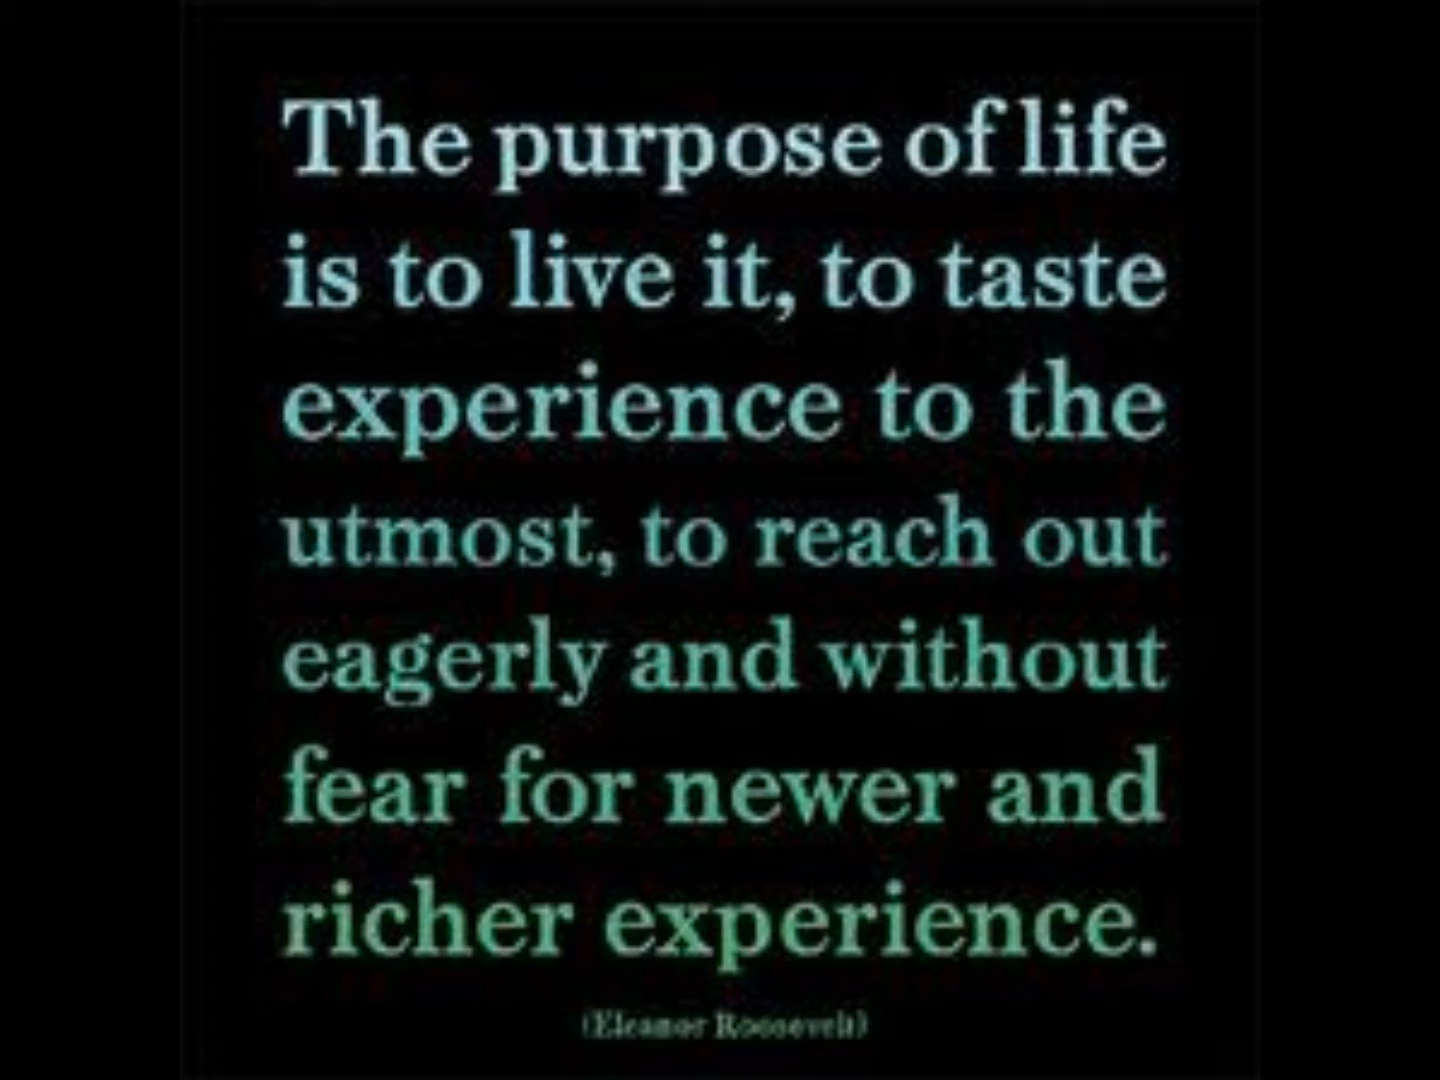 The purpose of life
is to live it, to taste
experience to the
utmost, to reach out
eagerly and without
fear for newer and
richer experience.
(Eleanor Roosevelt)